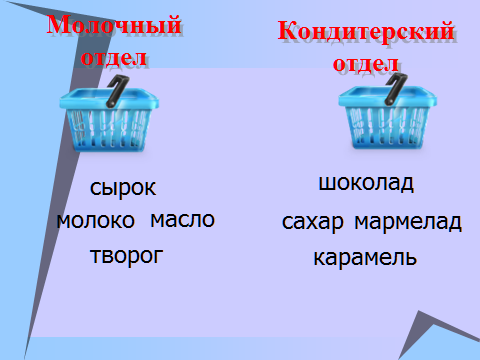 Молочный
отдел
Кондитерский
отдел
сырок
молоко масло
творог
шоколад
сахар мармелад
карамель